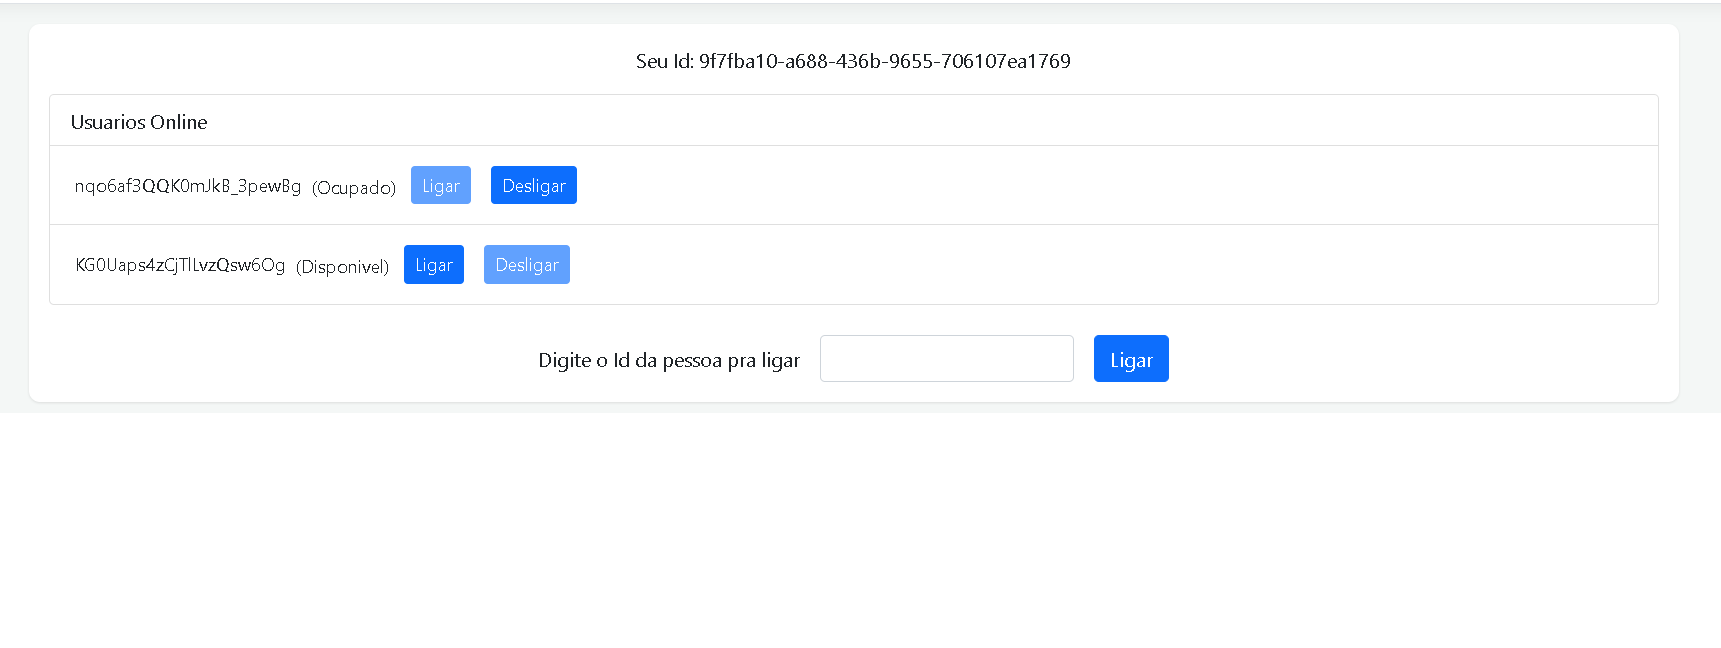 Seu Id: 9f7fba10-a688-436b-9655-706107ea1769
Usuarios Online
nqo6af3QQK0mJkB_3pewBg (Ocupado) Ligar Desligar
KG0Uaps4zCjTlLvzQsw6Og (Disponivel) Ligar Desligar
Digite o Id da pessoa pra ligar Ligar